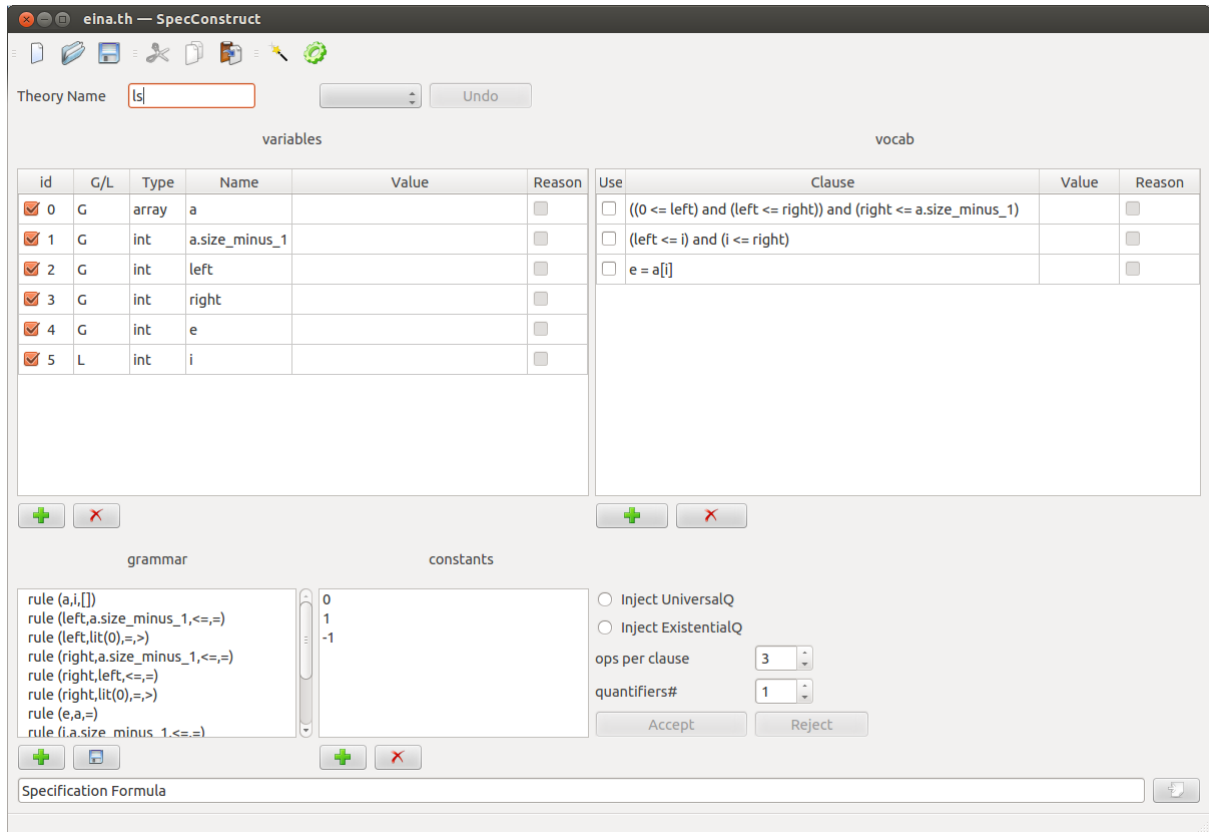 eina.th — SpecConstruct
Theory Name ls Undo
variables
id G/L Type Name Value Reason
0 G array a
1 G int a.size_minus_1
2 G int left
3 G int right
4 G int e
5 L int i
vocab
Use Clause Value Reason
((0 <= left) and (left <= right)) and (right <= a.size_minus_1)
(left <= i) and (i <= right)
e = a[i]
grammar
rule (a,i,[])
rule (left,a.size_minus_1,<=,=)
rule (left,lit(0),=,>)
rule (right,a.size_minus_1,<=,=)
rule (right,left,<=,=)
rule (right,lit(0),=,>)
rule (e,a,=)
rule (i,a.size_minus_1,<=,=)
constants
0
1
-1
Inject UniversalQ
Inject ExistentialQ
ops per clause 3
quantifiers# 1
Accept Reject
Specification Formula